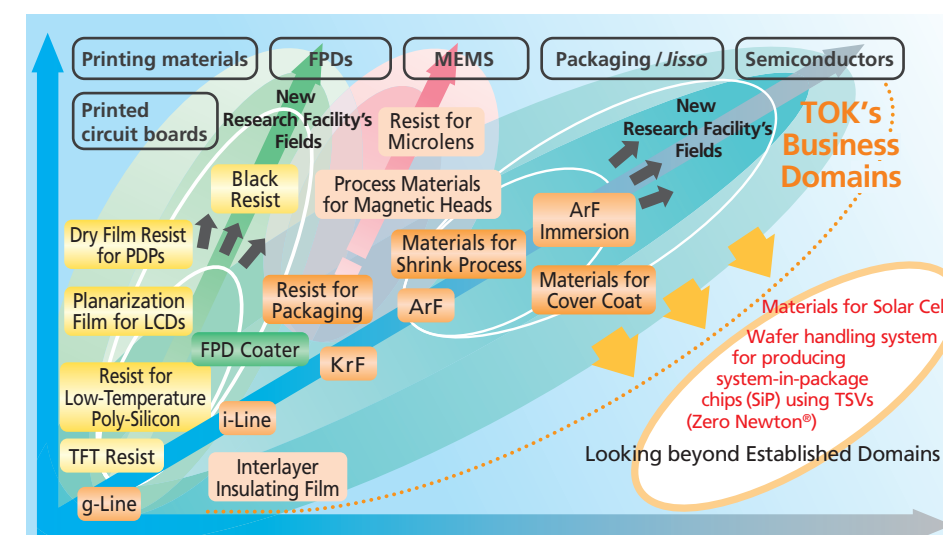 Printing materials
FPDs
MEMS
Packaging /Jisso
Semiconductors
Printed
circuit boards
New
Research Facility's
Fields
Resist for
Microlens
New
Research Facility's
Fields
TOK's
Business
Domains
Black
Resist
Process Materials
for Magnetic Heads
ArF
Immersion
Dry Film Resist
for PDPs
Materials for
Shrink Process
Planarization
Film for LCDs
Resist for
Packaging
ArF
Materials for
Cover Coat
Materials for Solar Cel
FPD Coater
KrF
Wafer handling system
for producing
system-in-package
chips (SiP) using TSVs
(Zero Newton®)
Resist for
Low-Temperature
Poly-Silicon
i-Line
TFT Resist
Interlayer
Insulating Film
Looking beyond Established Domains
g-Line